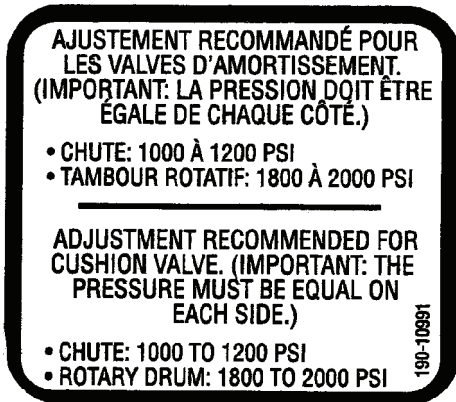 AJUSTEMENT RECOMMANDÉ POUR
LES VALVES D'AMORTISSEMENT.
(IMPORTANT: LA PRESSION DOIT ÊTRE
ÉGALE DE CHAQUE CÔTÉ.)
• CHUTE: 1000 À 1200 PSI
• TAMBOUR ROTATIF: 1800 À 2000 PSI
ADJUSTMENT RECOMMENDED FOR
CUSHION VALVE. (IMPORTANT: THE
PRESSURE MUST BE EQUAL ON
EACH SIDE.)
• CHUTE: 1000 TO 1200 PSI
• ROTARY DRUM: 1800 TO 2000 PSI
190-10991